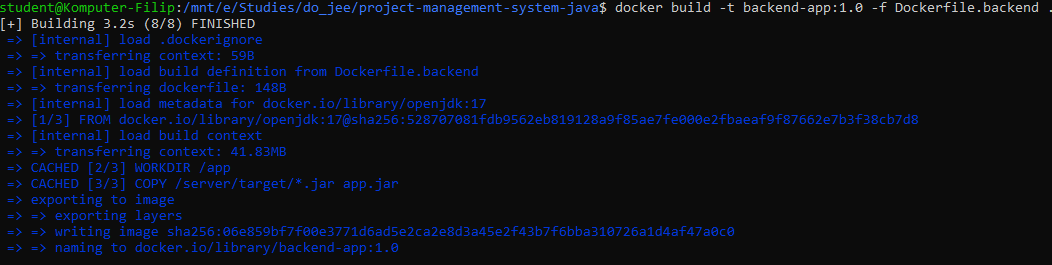 student@Komputer-Filip:/mnt/e/Studies/do_jee/project-management-system-java$ docker build -t backend-app:1.0 -f Dockerfile.backend .
[+] Building 3.2s (8/8) FINISHED
=> [internal] load .dockerignore
=> => transferring context: 59B
=> [internal] load build definition from Dockerfile.backend
=> => transferring dockerfile: 148B
=> [internal] load metadata for docker.io/library/openjdk:17
=> [1/3] FROM docker.io/library/openjdk:17@sha256:528707081fdb9562eb819128a9f85ae7fe000e2fbaeaf9f87662e7b3f38cb7d8
=> [internal] load build context
=> => transferring context: 41.83MB
=> CACHED [2/3] WORKDIR /app
=> CACHED [3/3] COPY /server/target/*.jar app.jar
=> exporting to image
=> => exporting layers
=> => writing image sha256:06e859bf7f00e3771d6ad5e2ca2e8d3a45e2f43b7f6bba310726a1d4af47a0c0
=> => naming to docker.io/library/backend-app:1.0